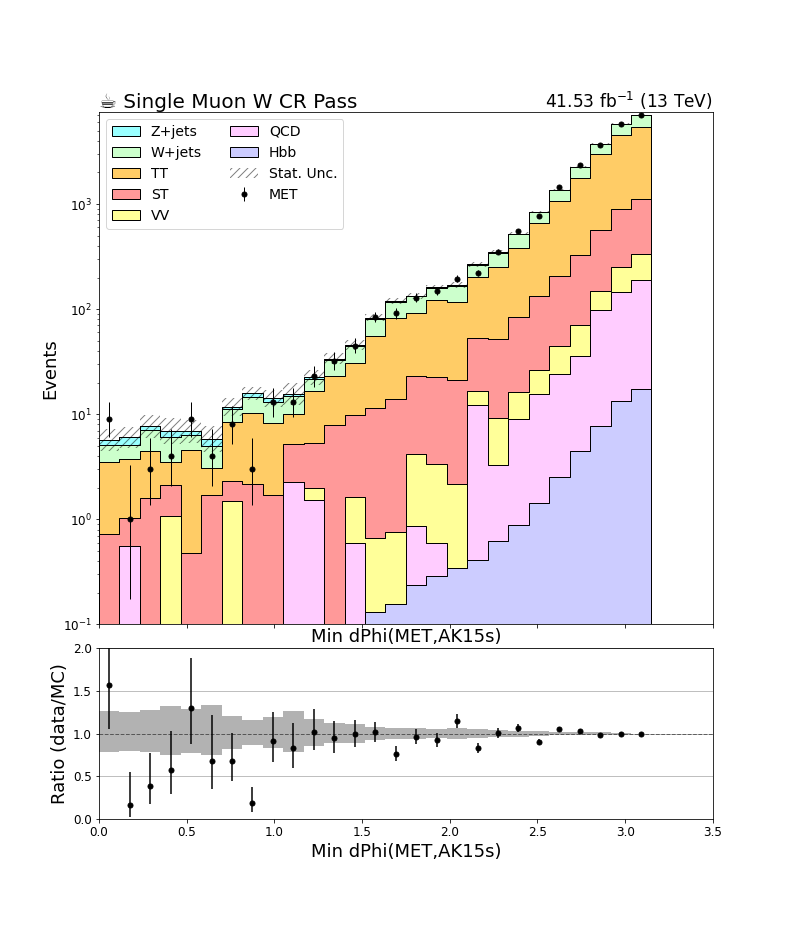 ☕ Single Muon W CR Pass 41.53 fb⁻¹ (13 TeV)
Z+jets QCD
W+jets Hbb
TT Stat. Unc.
ST MET
VV
Events
10³
10²
10¹
10⁰
10⁻¹
Min dPhi(MET,AK15s)
Ratio (data/MC)
2.0
1.5
1.0
0.5
0.0
0.0 0.5 1.0 1.5 2.0 2.5 3.0 3.5
Min dPhi(MET,AK15s)